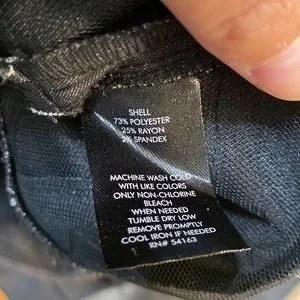 SHELL
73% POLYESTER
25% RAYON
2% SPANDEX
MACHINE WASH COLD
WITH LIKE COLORS
ONLY NON-CHLORINE
BLEACH
WHEN NEEDED
TUMBLE DRY LOW
REMOVE PROMPTLY
COOL IRON IF NEEDED
RN# 54163